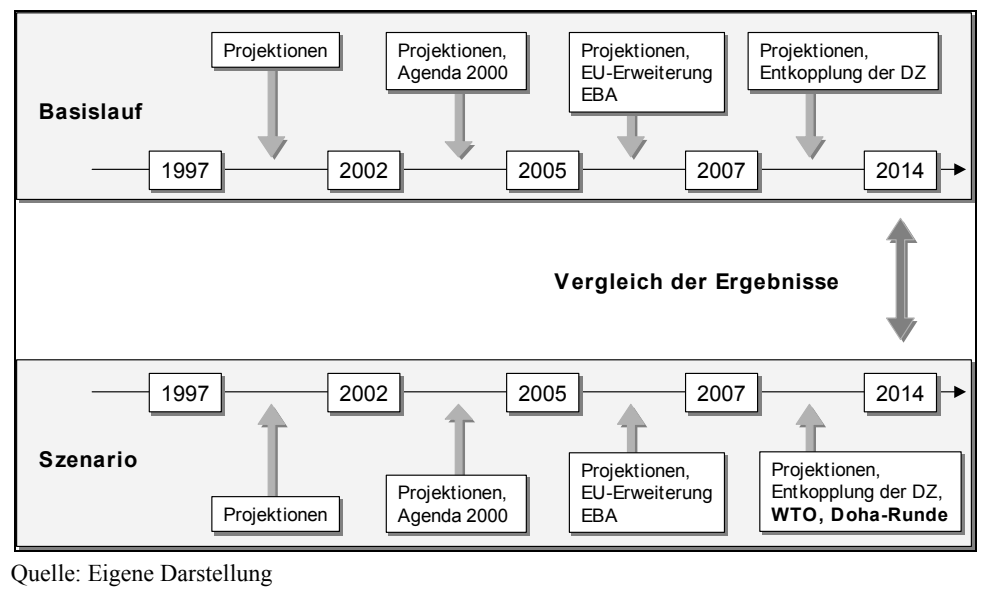 Projektionen
Projektionen,
Agenda 2000
Projektionen,
EU-Erweiterung
EBA
Projektionen,
Entkopplung der DZ
Basislauf
1997
2002
2005
2007
2014
Vergleich der Ergebnisse
1997
2002
2005
2007
2014
Szenario
Projektionen
Projektionen,
Agenda 2000
Projektionen,
EU-Erweiterung
EBA
Projektionen,
Entkopplung der DZ,
WTO, Doha-Runde
Quelle: Eigene Darstellung